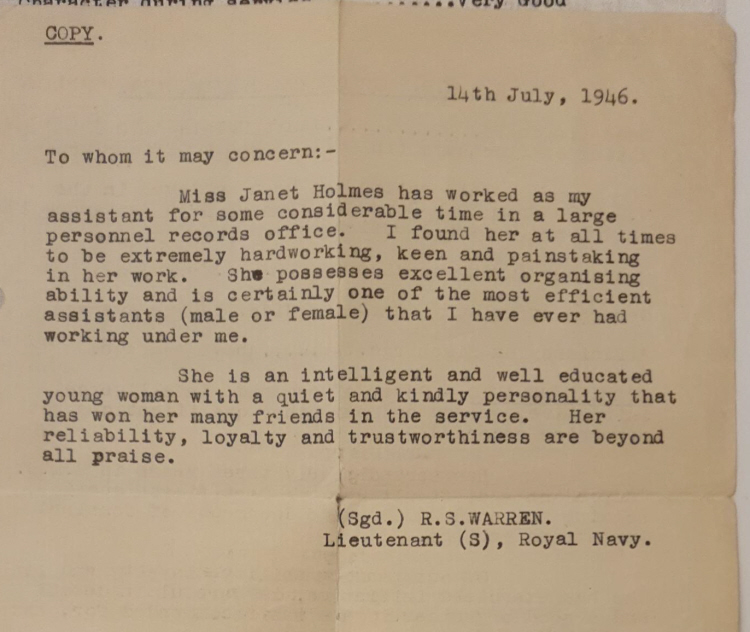 Very Good
COPY.
14th July, 1946.
To whom it may concern:-
Miss Janet Holmes has worked as my
assistant for some considerable time in a large
personnel records office. I found her at all times
to be extremely hardworking, keen and painstaking
in her work. She possesses excellent organising
ability and is certainly one of the most efficient
assistants (male or female) that I have ever had
working under me.
She is an intelligent and well educated
young woman with a quiet and kindly personality that
has won her many friends in the service. Her
reliability, loyalty and trustworthiness are beyond
all praise.
(Sgd.) R.S.WARREN.
Lieutenant (S), Royal Navy.